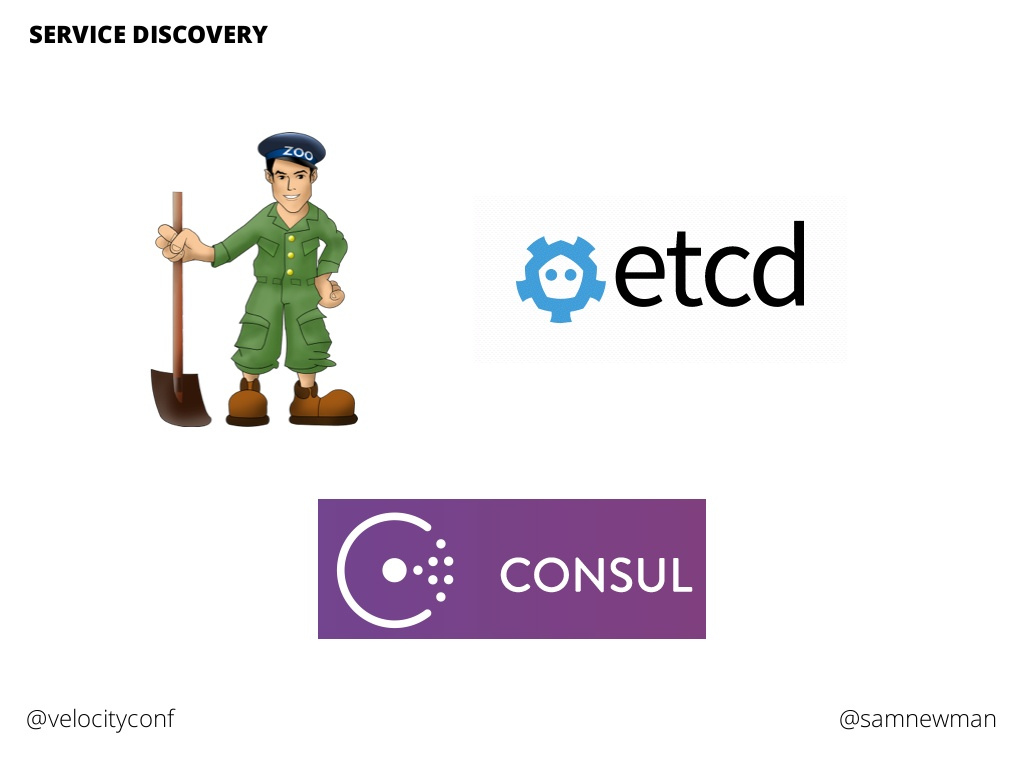 SERVICE DISCOVERY
ZOO
etcd
CONSUL
@velocityconf
@samnewman